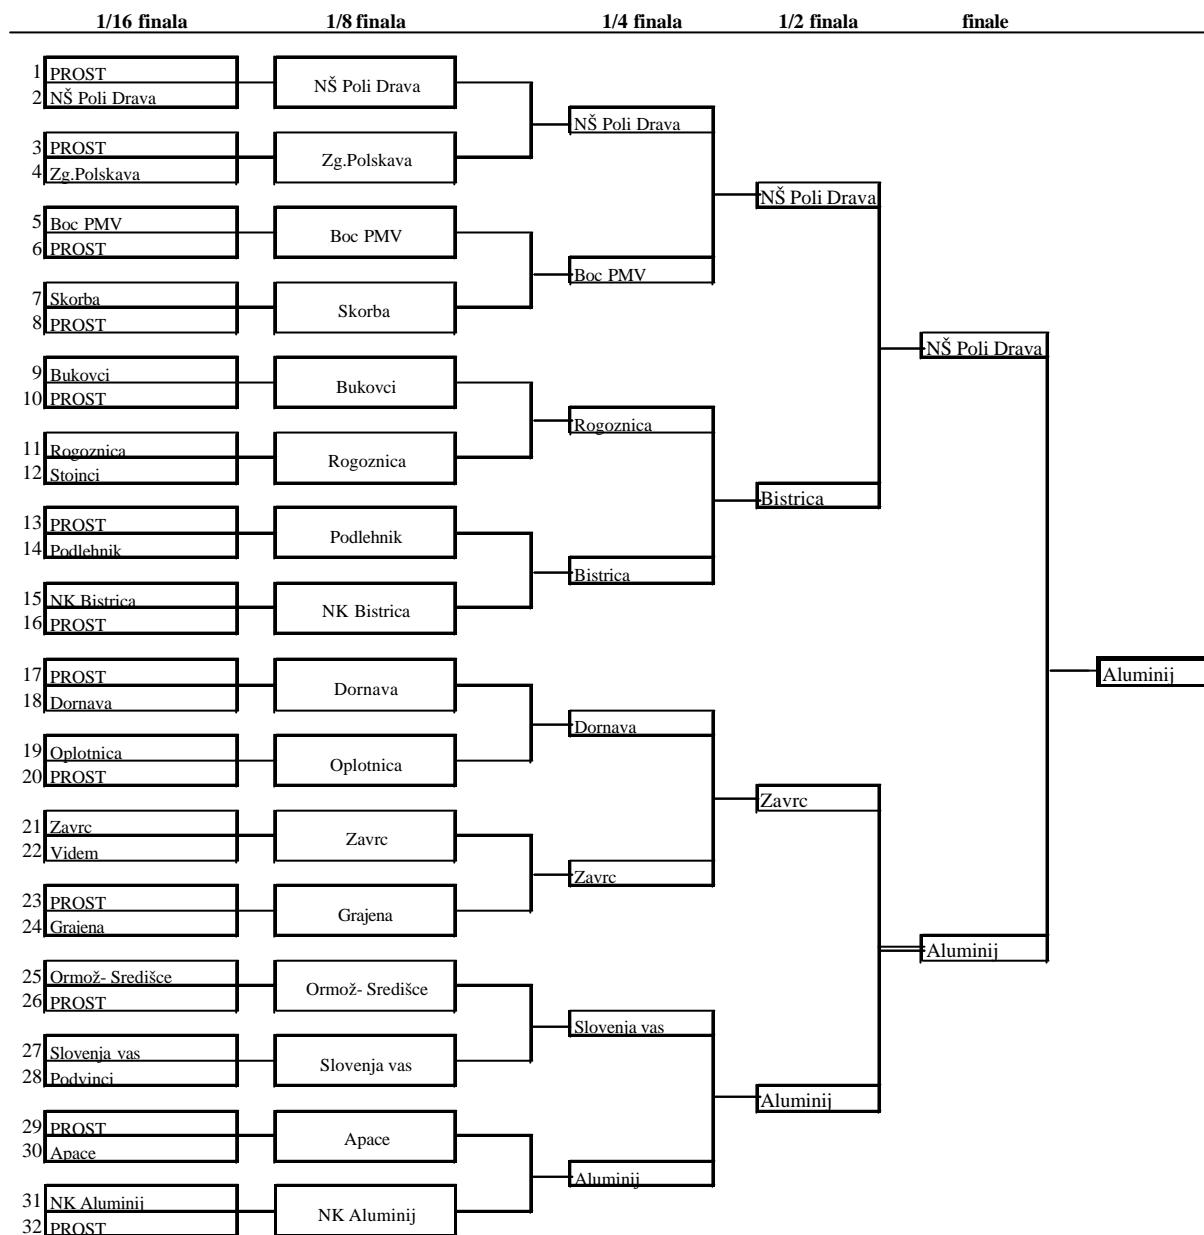 1/16 finala 1/8 finala 1/4 finala 1/2 finala finale
1 PROST
2 NŠ Poli Drava
NŠ Poli Drava
3 PROST
4 Zg.Polskava
Zg.Polskava
5 Boc PMV
6 PROST
Boc PMV
7 Skorba
8 PROST
Skorba
9 Bukovci
10 PROST
Bukovci
11 Rogoznica
12 Stojnci
Rogoznica
13 PROST
14 Podlehnik
Podlehnik
15 NK Bistrica
16 PROST
NK Bistrica
17 PROST
18 Dornava
Dornava
19 Oplotnica
20 PROST
Oplotnica
21 Zavrc
22 Videm
Zavrc
23 PROST
24 Grajena
Grajena
25 Ormož- Središce
26 PROST
Ormož- Središce
27 Slovenja vas
28 Podvinci
Slovenja vas
29 PROST
30 Apace
Apace
31 NK Aluminij
32 PROST
NK Aluminij
NŠ Poli Drava
Boc PMV
Rogoznica
Bistrica
Dornava
Zavrc
Slovenja vas
Aluminij
NŠ Poli Drava
Bistrica
Zavrc
Aluminij
NŠ Poli Drava
Aluminij
Aluminij